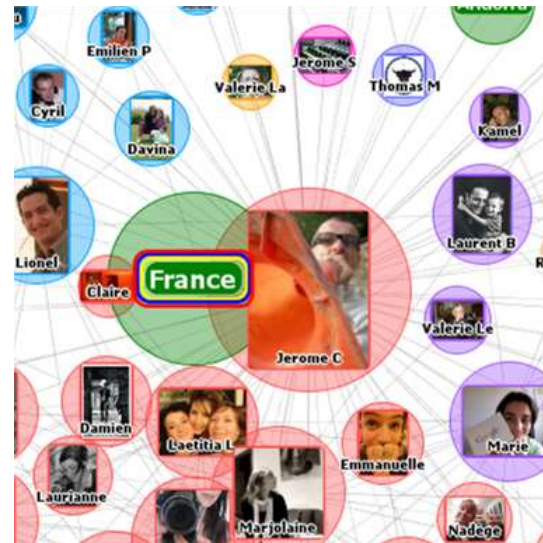 Andorra
Emilien P
Jerome S
Valerie La
Thomas M
Cyril
Kamel
Davina
Laurent B
Lionel
France
Claire
R
Valerie Le
Jerome C
Damien
Laetitia L
Marie
Emmanuelle
Laurianne
Marjolaine
Nadege